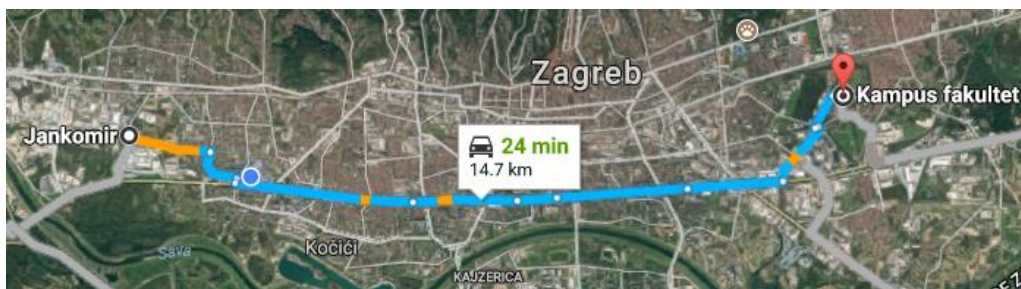 Zagreb
Kampus fakultet
Jankomir
24 min
14.7 km
Kočići
Sava
KAJZERICA